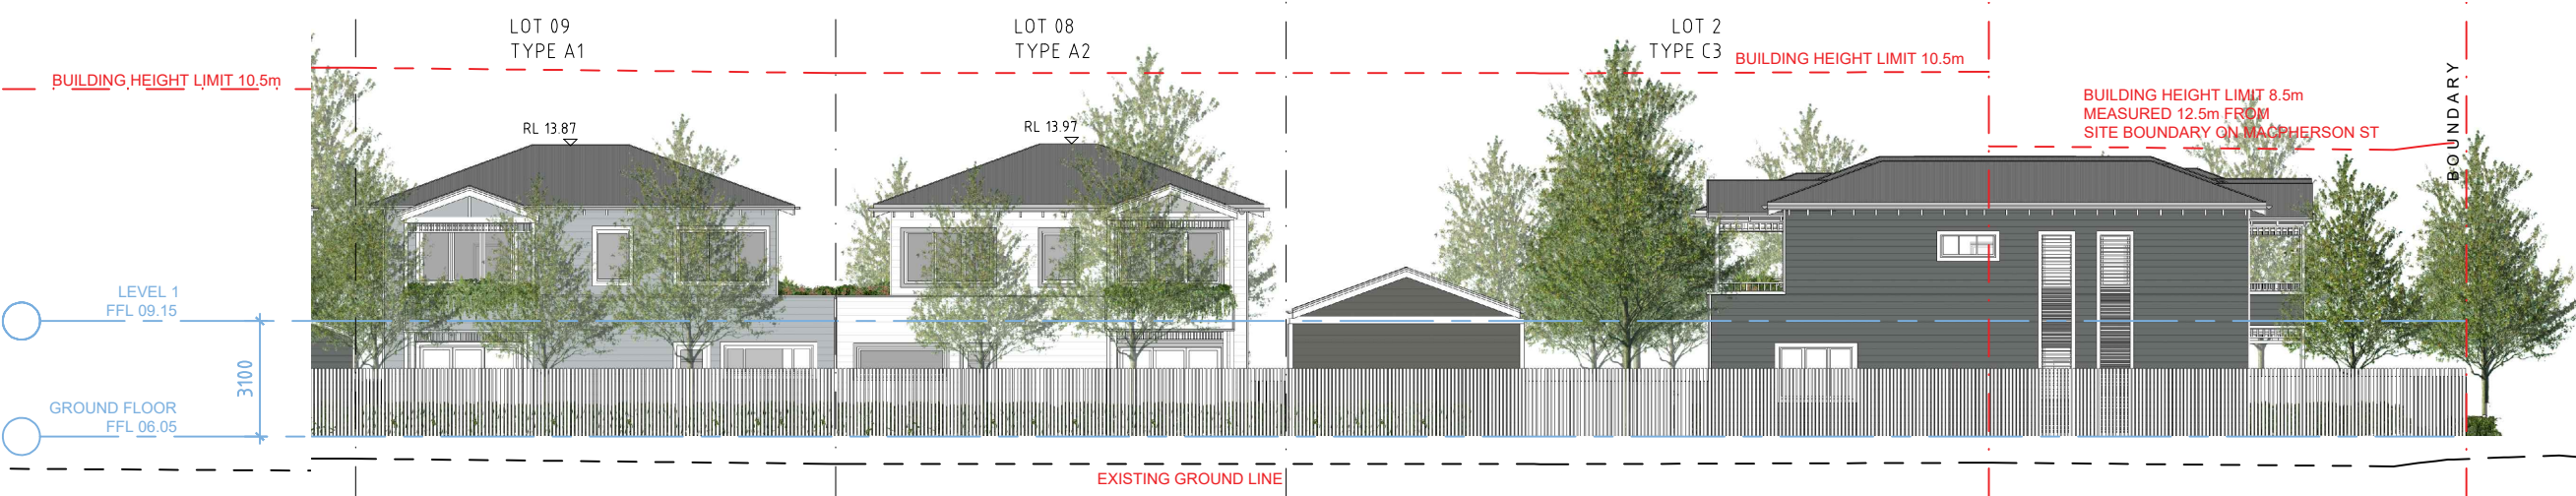 LOT 09
TYPE A1
LOT 08
TYPE A2
LOT 2
TYPE C3
BUILDING HEIGHT LIMIT 10.5m
BUILDING HEIGHT LIMIT 10.5m
BUILDING HEIGHT LIMIT 8.5m
MEASURED 12.5m FROM
SITE BOUNDARY ON MACPHERSON ST
BOUNDARY
RL 13.87
RL 13.97
LEVEL 1
FFL 09.15
3100
GROUND FLOOR
FFL 06.05
EXISTING GROUND LINE